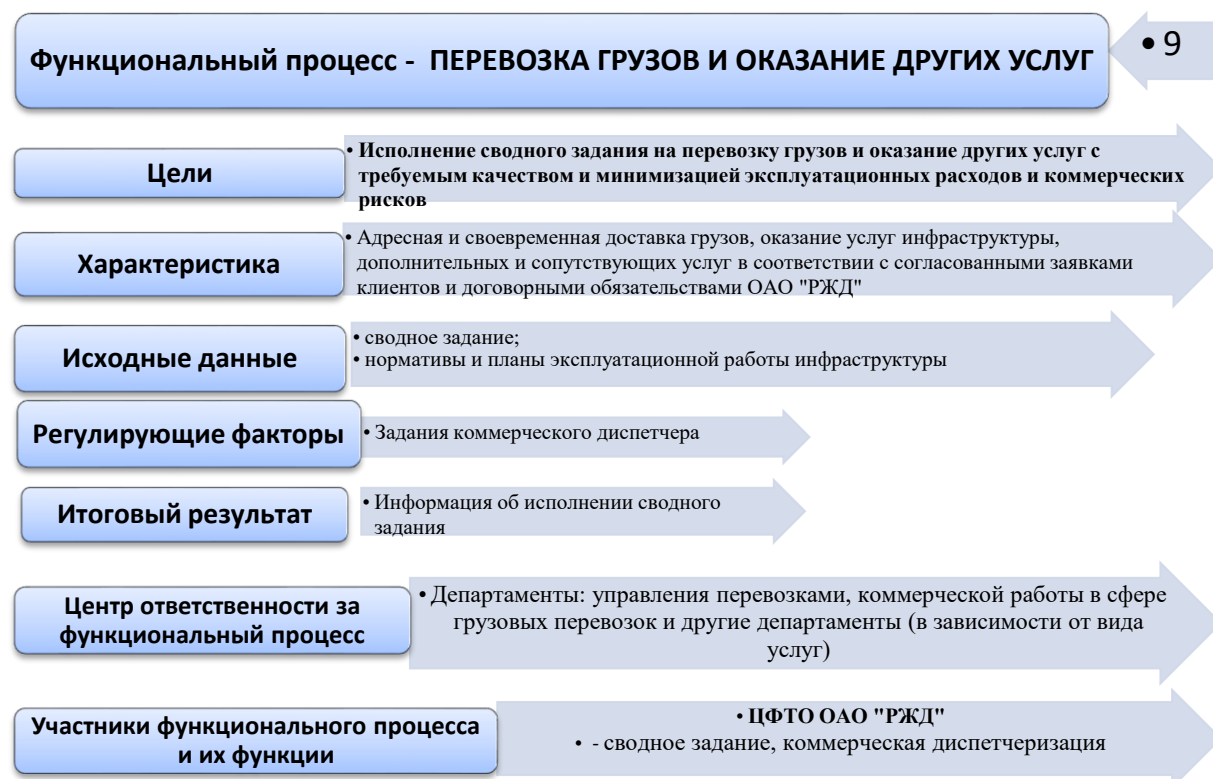 Функциональный процесс - ПЕРЕВОЗКА ГРУЗОВ И ОКАЗАНИЕ ДРУГИХ УСЛУГ
• 9
Цели
• Исполнение сводного задания на перевозку грузов и оказание других услуг с
требуемым качеством и минимизацией эксплуатационных расходов и коммерческих
рисков
Характеристика
• Адресная и своевременная доставка грузов, оказание услуг инфраструктуры,
дополнительных и сопутствующих услуг в соответствии с согласованными заявками
клиентов и договорными обязательствами ОАО "РЖД"
Исходные данные
• сводное задание;
• нормативы и планы эксплуатационной работы инфраструктуры
Регулирующие факторы
• Задания коммерческого диспетчера
Итоговый результат
• Информация об исполнении сводного
задания
Центр ответственности за
функциональный процесс
• Департаменты: управления перевозками, коммерческой работы в сфере
грузовых перевозок и другие департаменты (в зависимости от вида
услуг)
Участники функционального процесса
и их функции
• ЦФТО ОАО "РЖД"
• - сводное задание, коммерческая диспетчеризация